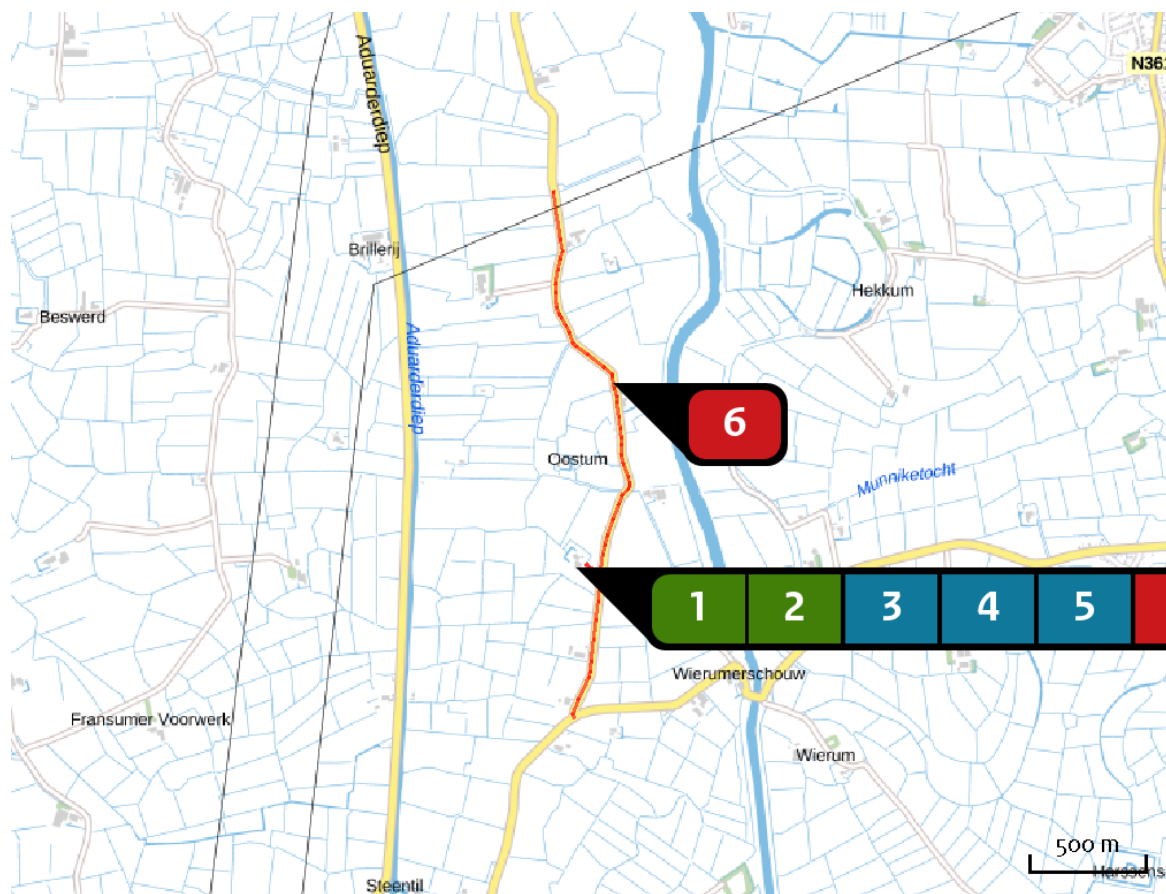 Aduarderdiep
N361
Brillerij
Hekkum
Beswerd
Aduarderdiep
6
Oostum
Munniketocht
1 2 3 4 5
Wierumerschouw
Fransumer Voorwerk
Wierum
500 m
Harssens
Steentil